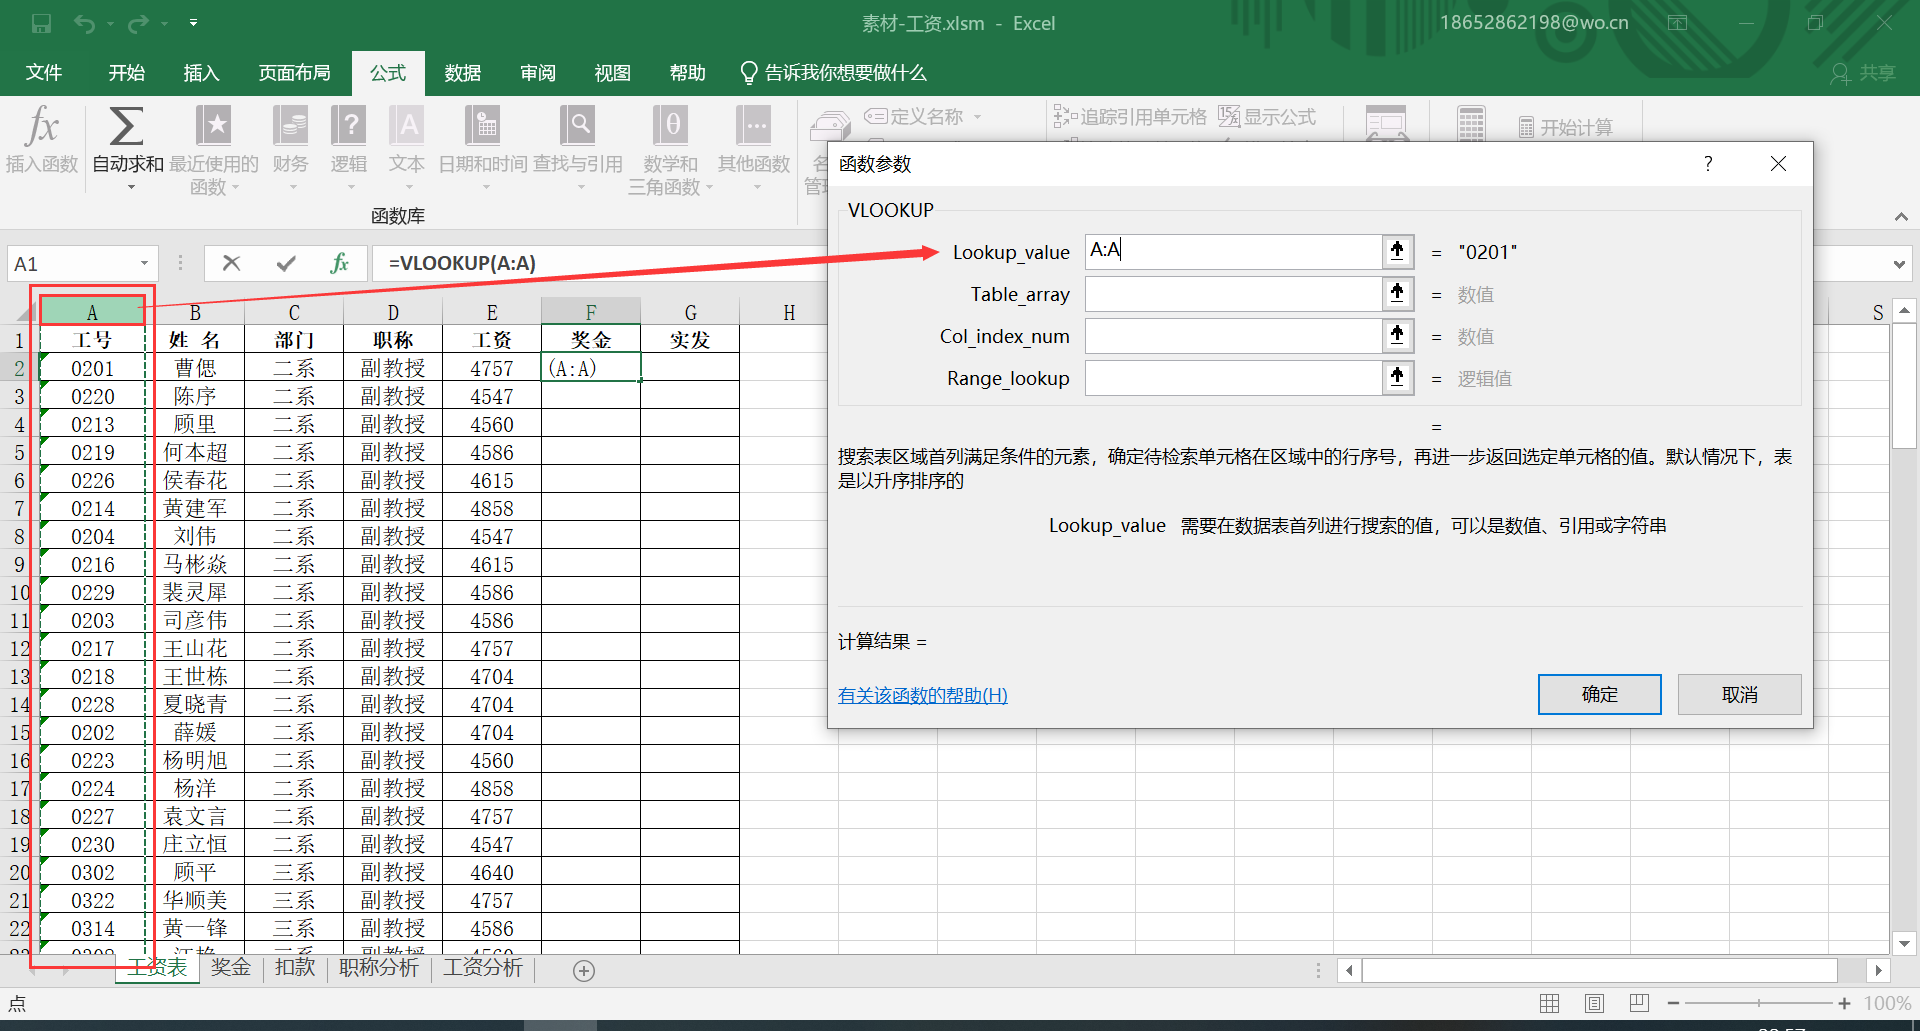 素材-工资.xlsm - Excel
18652862198@wo.cn
文件 开始 插入 页面布局 公式 数据 审阅 视图 帮助 告诉我你想要做什么 共享
定义名称 追踪引用单元格 显示公式
开始计算
插入函数 自动求和 最近使用的 财务 逻辑 文本 日期和时间 查找与引用 数学和 其他函数
函数 三角函数
函数库
A1 =VLOOKUP(A:A)
函数参数 ?
VLOOKUP
Lookup_value A:A = "0201"
Table_array = 数值
Col_index_num = 数值
Range_lookup = 逻辑值
=
搜索表区域首列满足条件的元素，确定待检索单元格在区域中的行序号，再进一步返回选定单元格的值。默认情况下，表
是以升序排序的
Lookup_value 需要在数据表首列进行搜索的值，可以是数值、引用或字符串
计算结果 =
有关该函数的帮助(H)
确定 取消
A B C D E F G H S
1 工号 姓 名 部门 职称 工资 奖金 实发
2 0201 曹偲 二系 副教授 4757 (A:A)
3 0220 陈序 二系 副教授 4547
4 0213 顾里 二系 副教授 4560
5 0219 何本超 二系 副教授 4586
6 0226 侯春花 二系 副教授 4615
7 0214 黄建军 二系 副教授 4858
8 0204 刘伟 二系 副教授 4547
9 0216 马彬焱 二系 副教授 4615
10 0229 裴灵犀 二系 副教授 4586
11 0203 司彦伟 二系 副教授 4586
12 0217 王山花 二系 副教授 4757
13 0218 王世栋 二系 副教授 4704
14 0228 夏晓青 二系 副教授 4704
15 0202 薛媛 二系 副教授 4704
16 0223 杨明旭 二系 副教授 4560
17 0224 杨洋 二系 副教授 4858
18 0227 袁文言 二系 副教授 4757
19 0230 庄立恒 二系 副教授 4547
20 0302 顾平 三系 副教授 4640
21 0322 华顺美 三系 副教授 4757
22 0314 黄一锋 三系 副教授 4586
工资表 奖金 扣款 职称分析 工资分析
点
100%